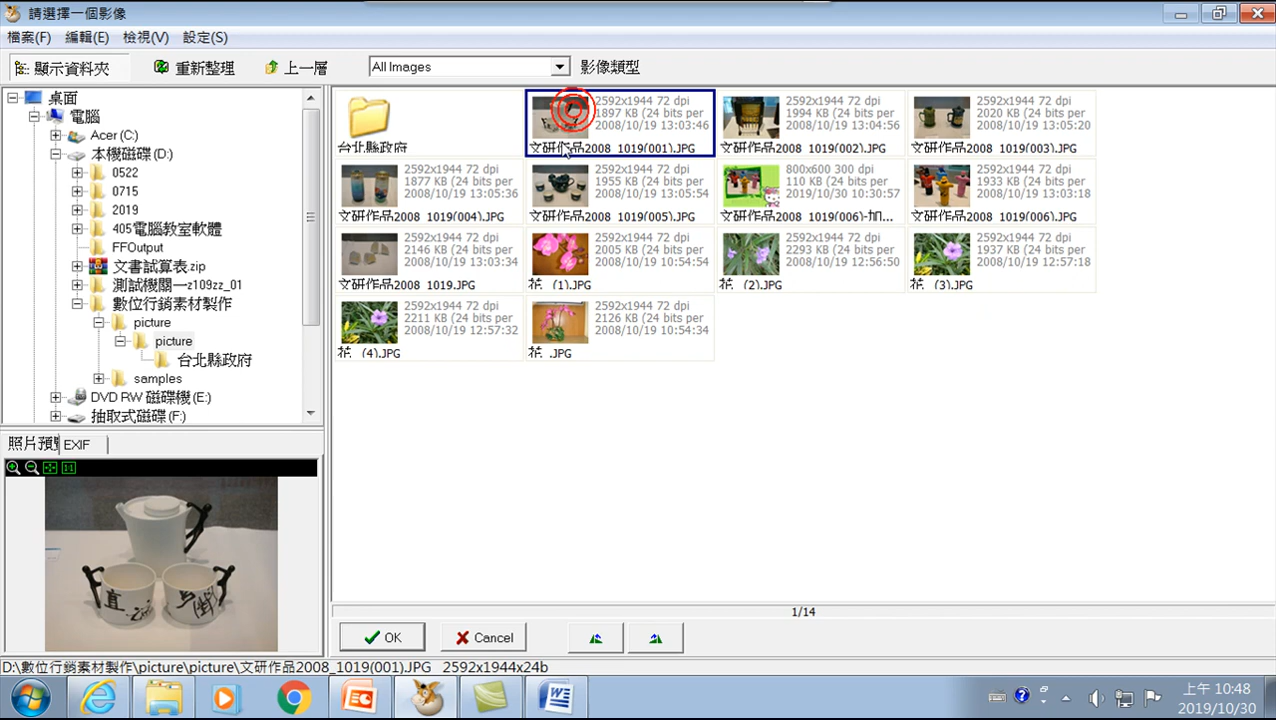 請選擇一個影像
檔案(F) 編輯(E) 檢視(V) 設定(S)
顯示資料夾 重新整理 上一層 All Images 影像類型
桌面
電腦
Acer (C:)
本機磁碟 (D:)
0522
0715
2019
405電腦教室軟體
FFOutput
文書試算表.zip
測試機關一z109zz_01
數位行銷素材製作
picture
picture
台北縣政府
samples
DVD RW 磁碟機 (E:)
抽取式磁碟 (F:)
台北縣政府
2592x1944 72 dpi
1897 KB (24 bits per
2008/10/19 13:03:46
文研作品2008_1019(001).JPG
2592x1944 72 dpi
1994 KB (24 bits per
2008/10/19 13:04:56
文研作品2008_1019(002).JPG
2592x1944 72 dpi
2020 KB (24 bits per
2008/10/19 13:05:20
文研作品2008_1019(003).JPG
2592x1944 72 dpi
1877 KB (24 bits per
2008/10/19 13:05:36
文研作品2008_1019(004).JPG
2592x1944 72 dpi
1955 KB (24 bits per
2008/10/19 13:05:54
文研作品2008_1019(005).JPG
800x600 300 dpi
110 KB (24 bits per
2019/10/30 10:30:57
文研作品2008_1019(006)-加...
2592x1944 72 dpi
1933 KB (24 bits per
2008/10/19 13:03:18
文研作品2008_1019(006).JPG
2592x1944 72 dpi
2146 KB (24 bits per
2008/10/19 13:03:34
文研作品2008_1019.JPG
2592x1944 72 dpi
2005 KB (24 bits per
2008/10/19 10:54:54
花_(1).JPG
2592x1944 72 dpi
2293 KB (24 bits per
2008/10/19 12:56:50
花_(2).JPG
2592x1944 72 dpi
1937 KB (24 bits per
2008/10/19 12:57:18
花_(3).JPG
2592x1944 72 dpi
2211 KB (24 bits per
2008/10/19 12:57:32
花_(4).JPG
2592x1944 72 dpi
2126 KB (24 bits per
2008/10/19 10:54:34
花_.JPG
照片預覽 EXIF
1:1
直
1/14
OK Cancel
D:\數位行銷素材製作\picture\picture\文研作品2008_1019(001).JPG 2592x1944x24b
上午 10:48
2019/10/30